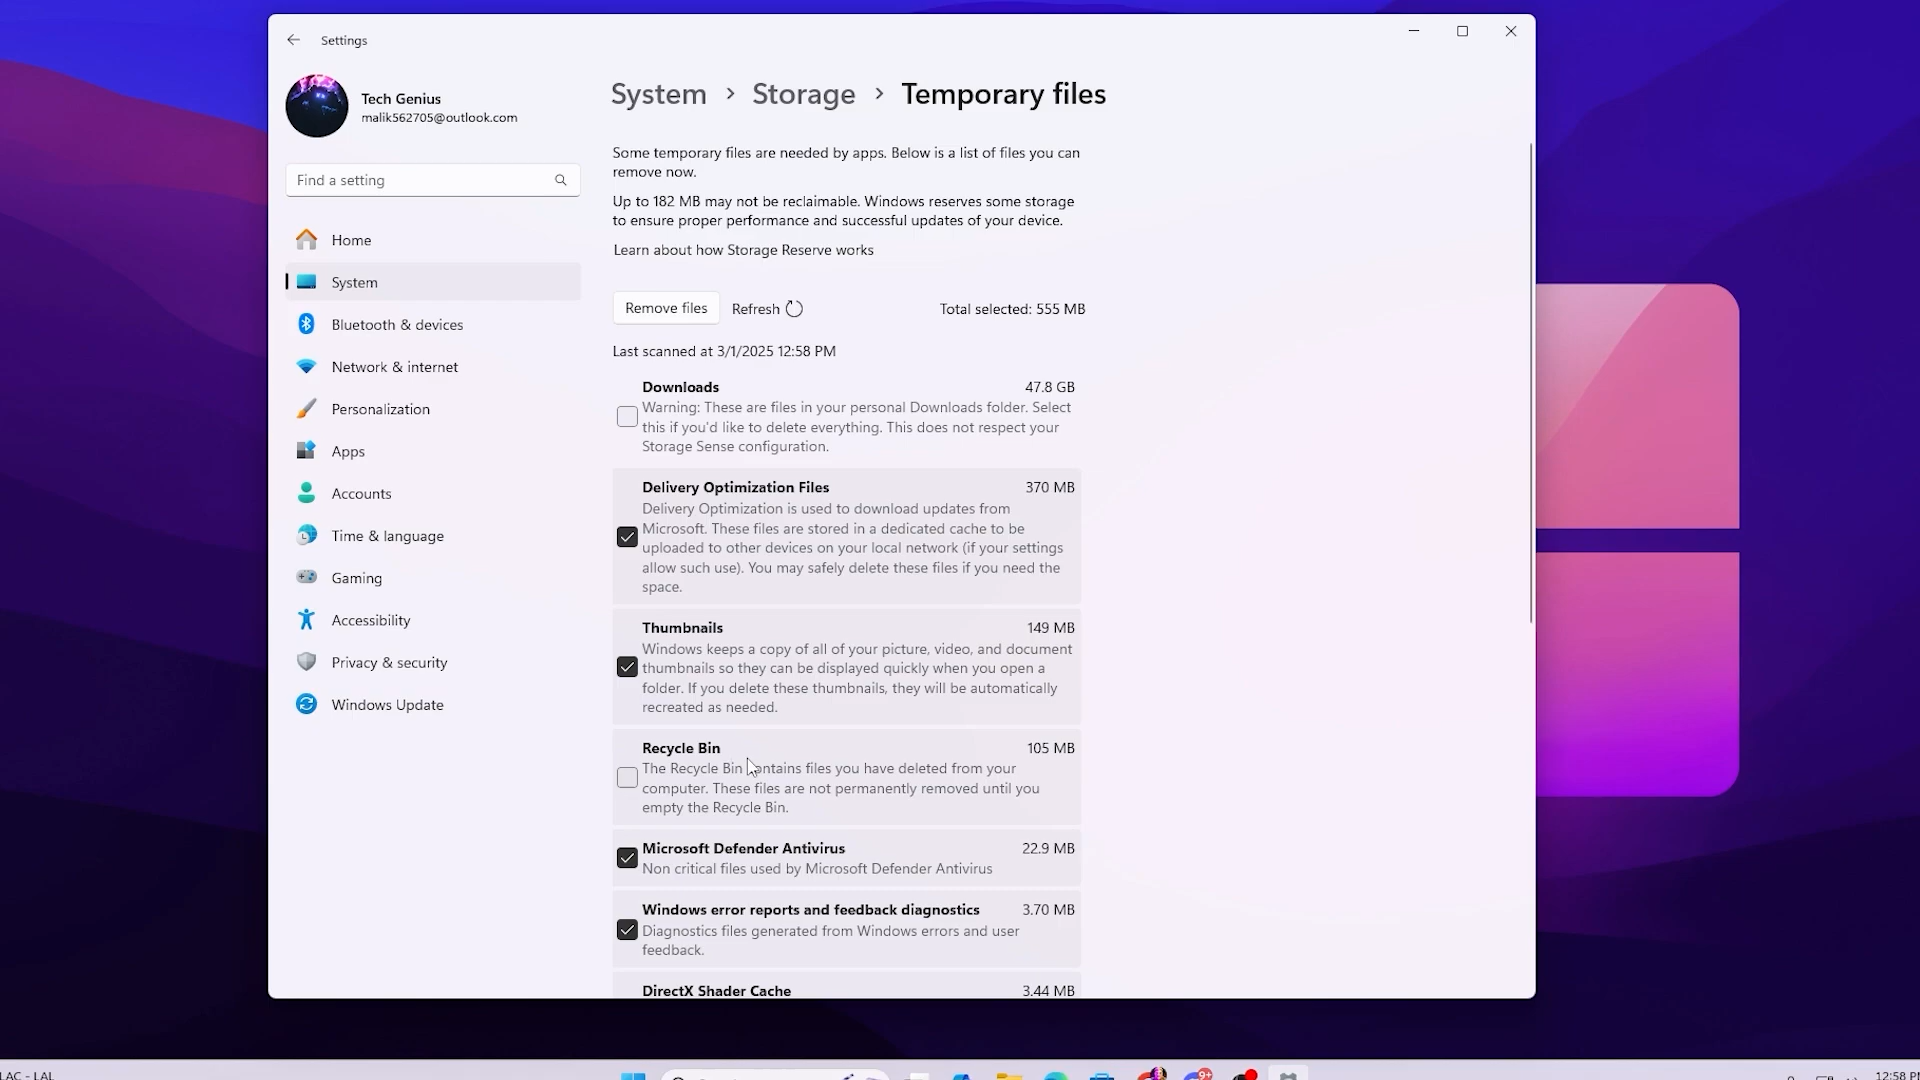 Settings
Tech Genius
malik562705@outlook.com
Find a setting
Home
System
Bluetooth & devices
Network & internet
Personalization
Apps
Accounts
Time & language
Gaming
Accessibility
Privacy & security
Windows Update
System > Storage > Temporary files
Some temporary files are needed by apps. Below is a list of files you can
remove now.
Up to 182 MB may not be reclaimable. Windows reserves some storage
to ensure proper performance and successful updates of your device.
Learn about how Storage Reserve works
Remove files Refresh Total selected: 555 MB
Last scanned at 3/1/2025 12:58 PM
Downloads 47.8 GB
Warning: These are files in your personal Downloads folder. Select
this if you'd like to delete everything. This does not respect your
Storage Sense configuration.
Delivery Optimization Files 370 MB
Delivery Optimization is used to download updates from
Microsoft. These files are stored in a dedicated cache to be
uploaded to other devices on your local network (if your settings
allow such use). You may safely delete these files if you need the
space.
Thumbnails 149 MB
Windows keeps a copy of all of your picture, video, and document
thumbnails so they can be displayed quickly when you open a
folder. If you delete these thumbnails, they will be automatically
recreated as needed.
Recycle Bin 105 MB
The Recycle Bin contains files you have deleted from your
computer. These files are not permanently removed until you
empty the Recycle Bin.
Microsoft Defender Antivirus 22.9 MB
Non critical files used by Microsoft Defender Antivirus
Windows error reports and feedback diagnostics 3.70 MB
Diagnostics files generated from Windows errors and user
feedback.
DirectX Shader Cache 3.44 MB
LAC - LAL
9+
12:58 PM